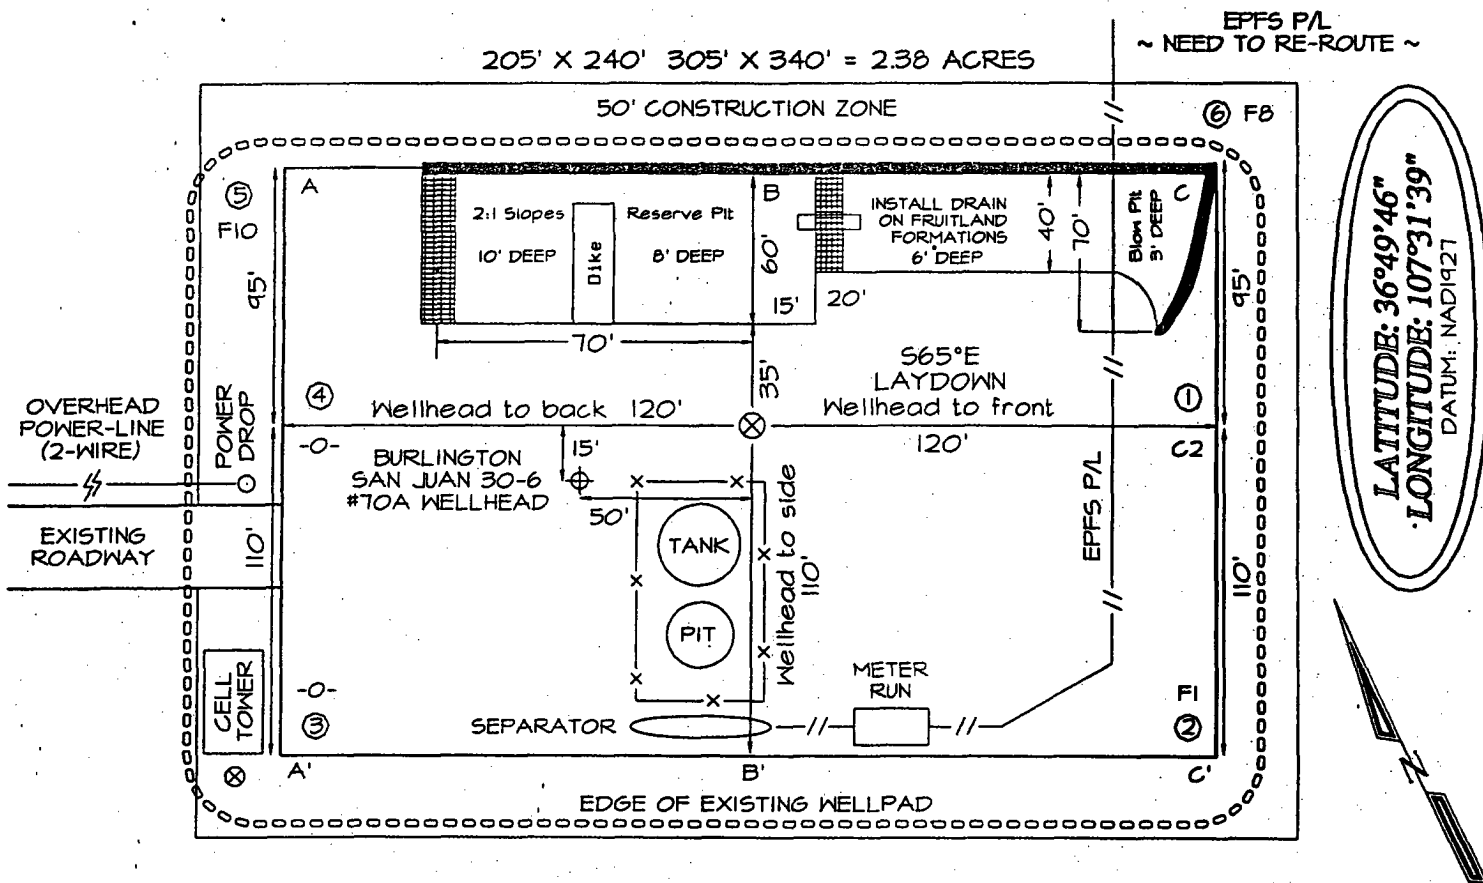 EPFS P/L
~ NEED TO RE-ROUTE ~
205' X 240' 305' X 340' = 2.38 ACRES
50' CONSTRUCTION ZONE
⑥ F8
⑤
F10
A
B
C
2:1 Slopes
10' DEEP
Dike
Reserve Pit
8' DEEP
60'
15'
20'
INSTALL DRAIN
ON FRUITLAND
FORMATIONS
6' DEEP
40'
70'
Blow Pit
3' DEEP
95'
95'
70'
35'
S65°E
LAYDOWN
Wellhead to front
120'
④
Wellhead to back 120'
①
C2
-0-
OVERHEAD
POWER-LINE
(2-WIRE)
POWER
DROP
15'
BURLINGTON
SAN JUAN 30-6
#70A WELLHEAD
50'
EXISTING
ROADWAY
110'
TANK
PIT
Wellhead to side
110'
EPFS P/L
110'
CELL
TOWER
-0-
③
SEPARATOR
METER
RUN
F1
②
A'
B'
C'
EDGE OF EXISTING WELLPAD
LATITUDE: 36°49'46"
LONGITUDE: 107°31'39"
DATUM: NAD1927
N